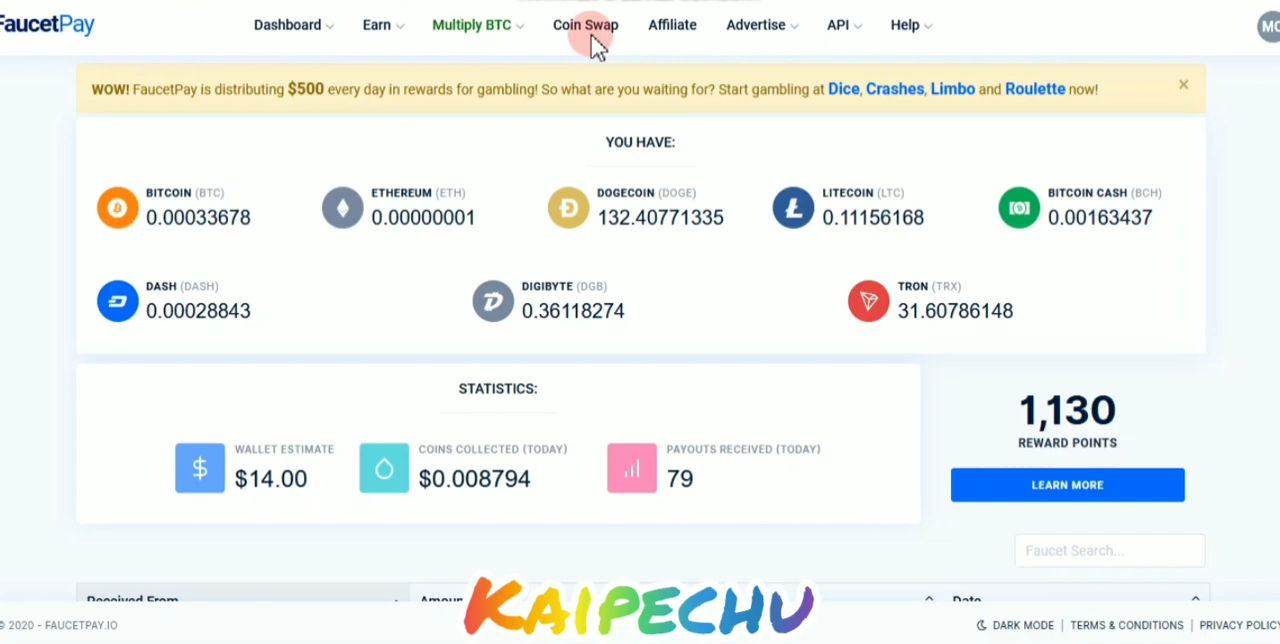 FaucetPay Dashboard Earn Multiply BTC Coin Swap Affiliate Advertise API Help MO
WOW! FaucetPay is distributing $500 every day in rewards for gambling! So what are you waiting for? Start gambling at Dice, Crashes, Limbo and Roulette now! ×
YOU HAVE:
BITCOIN (BTC) ETHEREUM (ETH) DOGECOIN (DOGE) LITECOIN (LTC) BITCOIN CASH (BCH)
0.00033678 0.00000001 132.40771335 0.11156168 0.00163437
DASH (DASH) DIGIBYTE (DGB) TRON (TRX)
0.00028843 0.36118274 31.60786148
STATISTICS:
1,130
REWARD POINTS
WALLET ESTIMATE COINS COLLECTED (TODAY) PAYOUTS RECEIVED (TODAY)
$14.00 $0.008794 79
LEARN MORE
Faucet Search...
Received From Amount Date
KAIPECHU
© 2020 - FAUCETPAY.IO DARK MODE | TERMS & CONDITIONS | PRIVACY POLICY